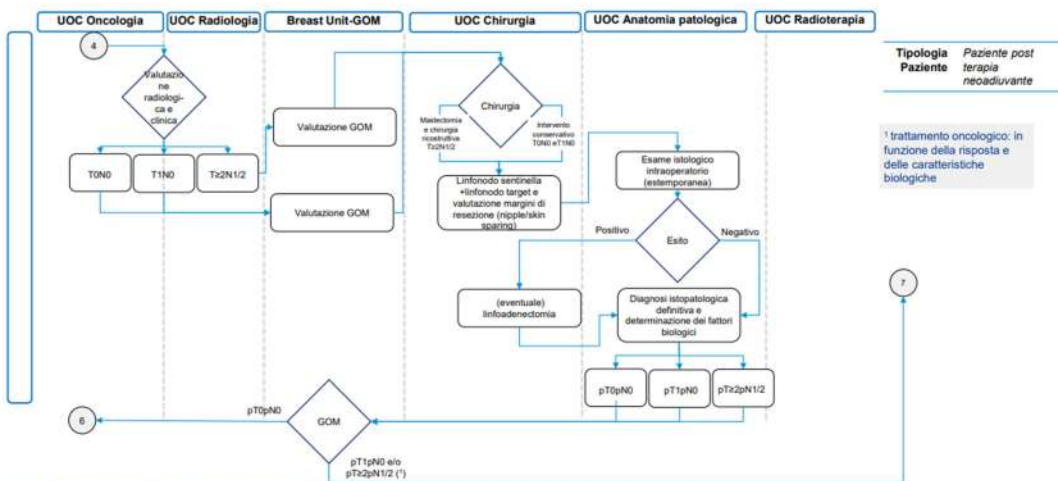 UOC Oncologia
UOC Radiologia
Breast Unit-GOM
UOC Chirurgia
UOC Anatomia patologica
UOC Radioterapia
4
Tipologia
Paziente
Paziente post
terapia
neoadiuvante
Valutazio
ne
radiologi-
ca e
clinica
Chirurgia
Valutazione GOM
Mastectomia
e chirurgia
ricostruttiva
T≥2N1/2
Intervento
conservativo
T0N0 eT1N0
¹ trattamento oncologico: in
funzione della risposta e
delle caratteristiche
biologiche
T0N0
T1N0
T≥2N1/2
Esame istologico
intraoperatorio
(estemporanea)
Linfonodo sentinella
+linfonodo target e
valutazione margini di
resezione (nipple/skin
sparing)
Valutazione GOM
Positivo
Esito
Negativo
7
(eventuale)
linfoadenectomia
Diagnosi istopatologica
definitiva e
determinazione dei fattori
biologici
pT0pN0
pT1pN0
pT≥2pN1/2
6
pT0pN0
GOM
pT1pN0 e/o
pT≥2pN1/2 (¹)